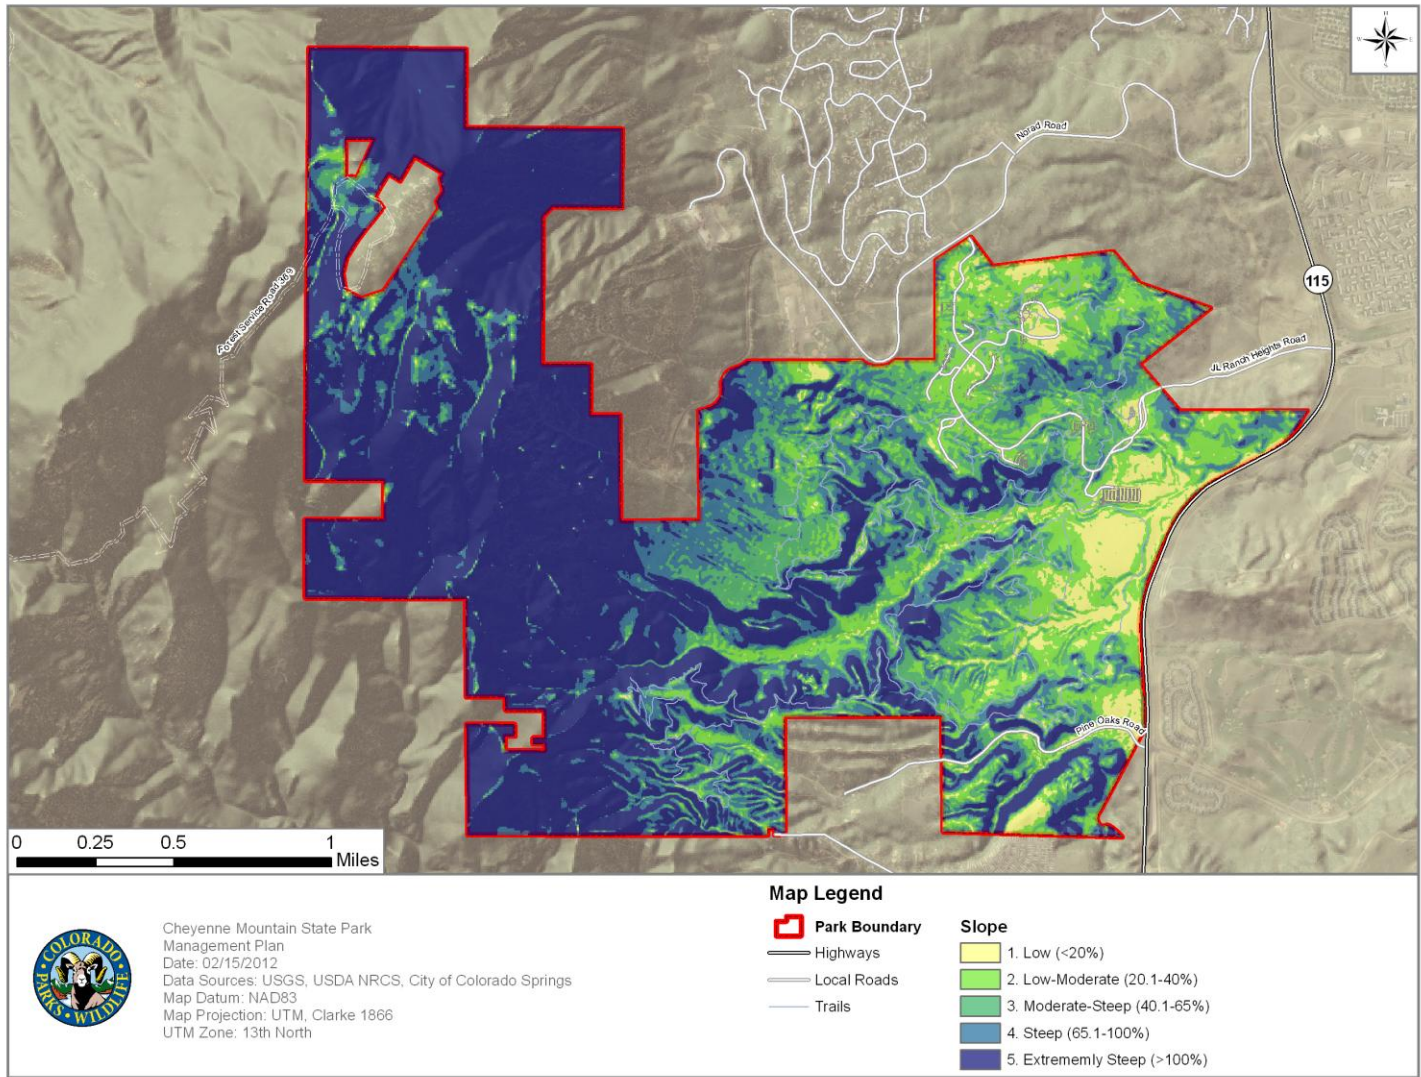 Norad Road
115
Forest Service Road 369
JL Ranch Heights Road
Pine Oaks Road
0 0.25 0.5 1
Miles
Map Legend
Park Boundary
Highways
Local Roads
Trails
Slope
1. Low (<20%)
2. Low-Moderate (20.1-40%)
3. Moderate-Steep (40.1-65%)
4. Steep (65.1-100%)
5. Extrememly Steep (>100%)
COLORADO
PARKS • WILDLIFE
Cheyenne Mountain State Park
Management Plan
Date: 02/15/2012
Data Sources: USGS, USDA NRCS, City of Colorado Springs
Map Datum: NAD83
Map Projection: UTM, Clarke 1866
UTM Zone: 13th North